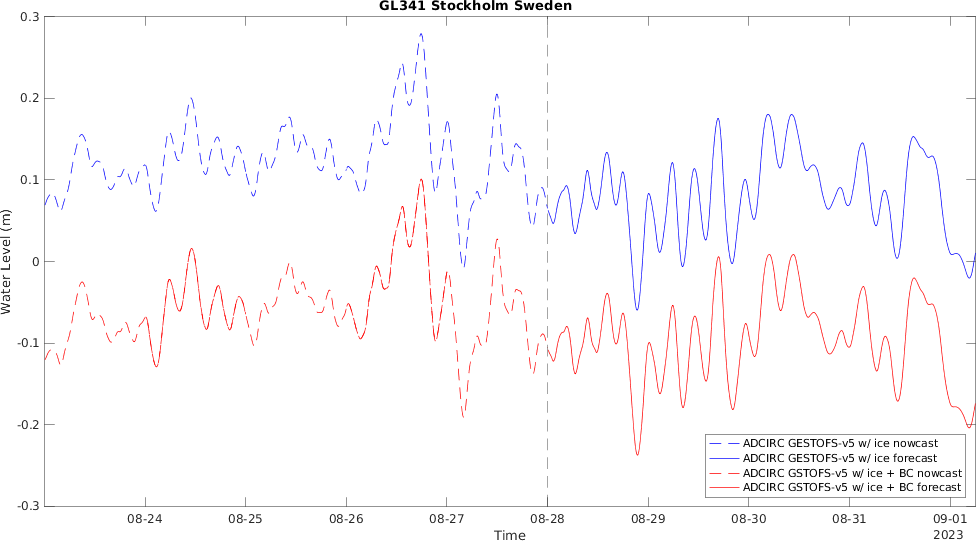 GL341 Stockholm Sweden
0.3
0.2
0.1
0
-0.1
-0.2
-0.3
Water Level (m)
ADCIRC GESTOFS-v5 w/ ice nowcast
ADCIRC GESTOFS-v5 w/ ice forecast
ADCIRC GSTOFS-v5 w/ ice + BC nowcast
ADCIRC GSTOFS-v5 w/ ice + BC forecast
08-24 08-25 08-26 08-27 08-28 08-29 08-30 08-31 09-01
2023
Time